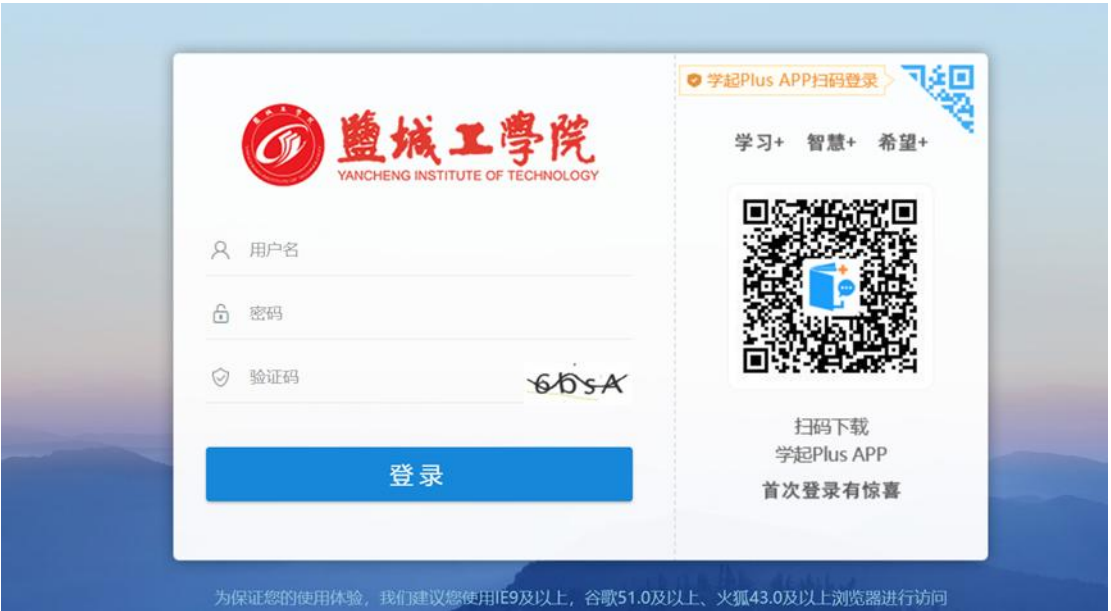 盐城工學院
YANCHENG INSTITUTE OF TECHNOLOGY
用户名
密码
验证码
登录
学起Plus APP扫码登录
学习+ 智慧+ 希望+
扫码下载
学起Plus APP
首次登录有惊喜
为保证您的使用体验，我们建议您使用IE9及以上，谷歌51.0及以上、火狐43.0及以上浏览器进行访问